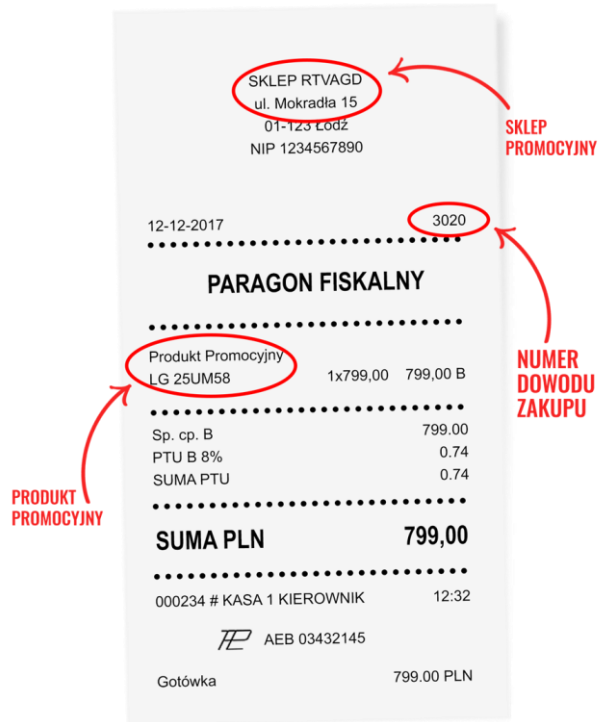 SKLEP RTVAGD
ul. Mokradła 15
01-123 Łódź
NIP 1234567890
SKLEP
PROMOCYJNY
12-12-2017 3020
PARAGON FISKALNY
Produkt Promocyjny
LG 25UM58 1x799,00 799,00 B
NUMER
DOWODU
ZAKUPU
Sp. cp. B 799.00
PTU B 8% 0.74
SUMA PTU 0.74
PRODUKT
PROMOCYJNY
SUMA PLN 799,00
000234 # KASA 1 KIEROWNIK 12:32
AEB 03432145
Gotówka 799.00 PLN